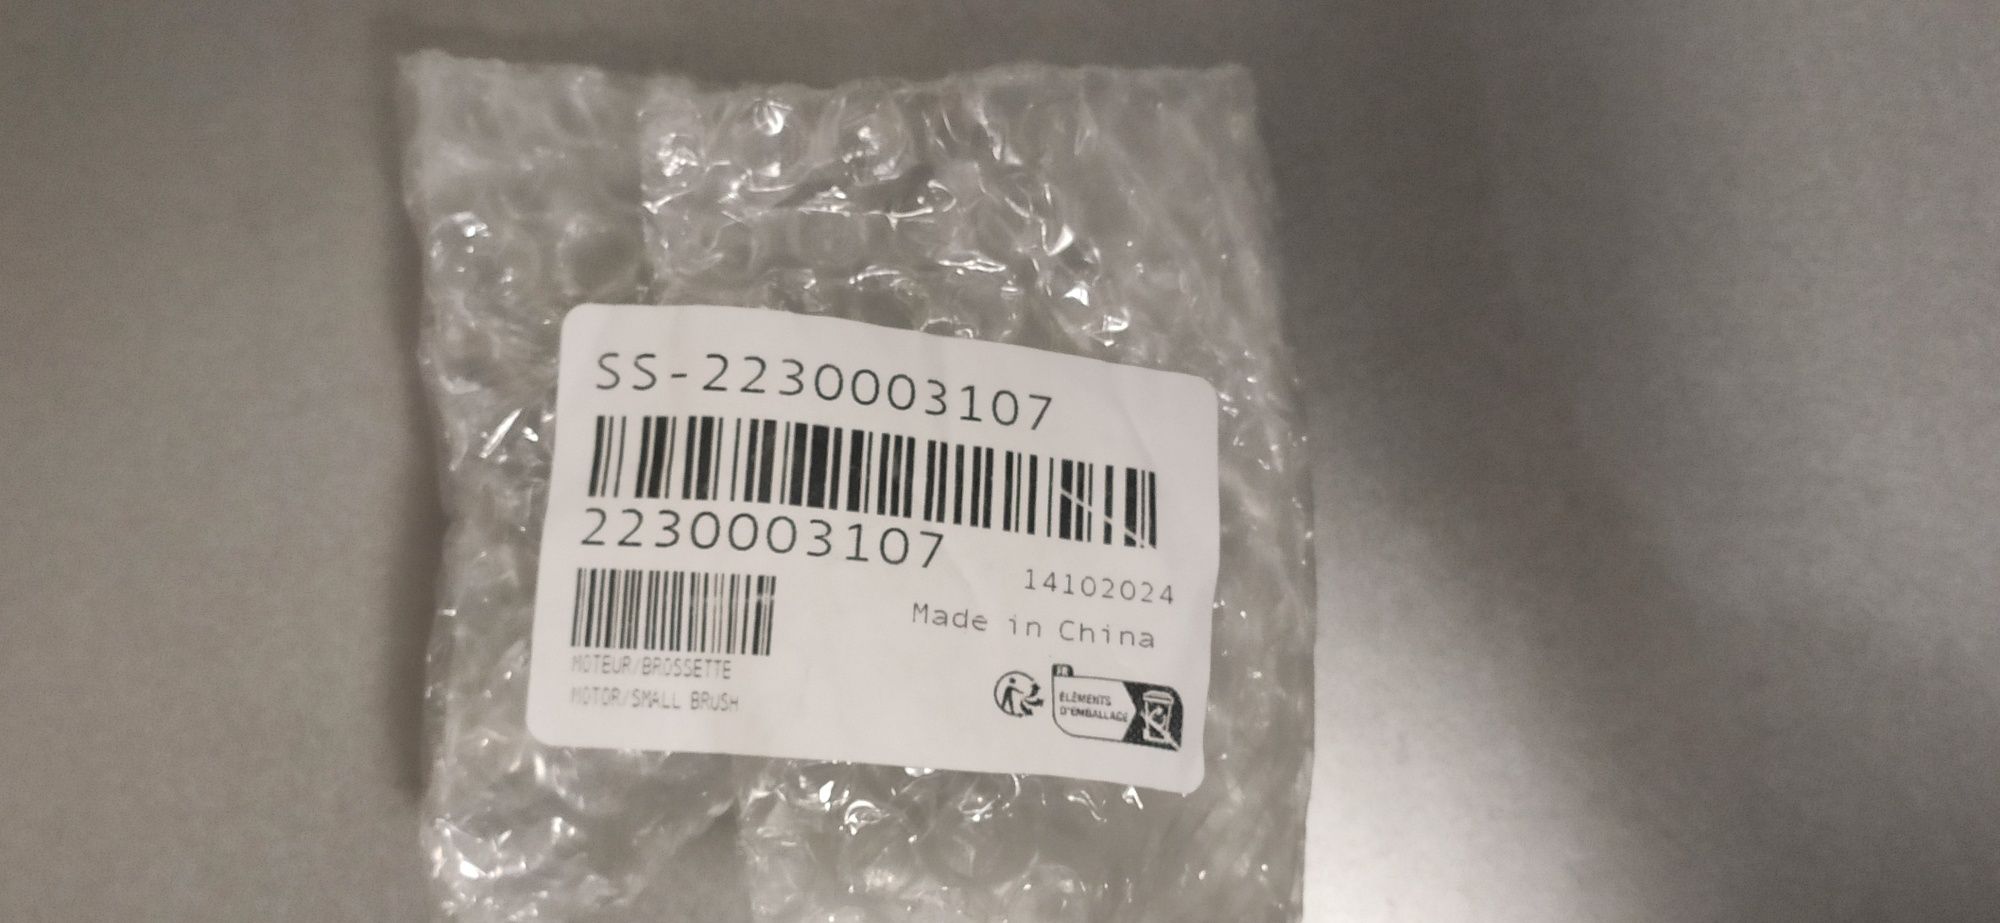 SS-2230003107
2230003107
14102024
Made in China
MOTEUR/BROSSETTE
MOTOR/SMALL BRUSH
FR
ÉLÉMENTS
D'EMBALLAGE